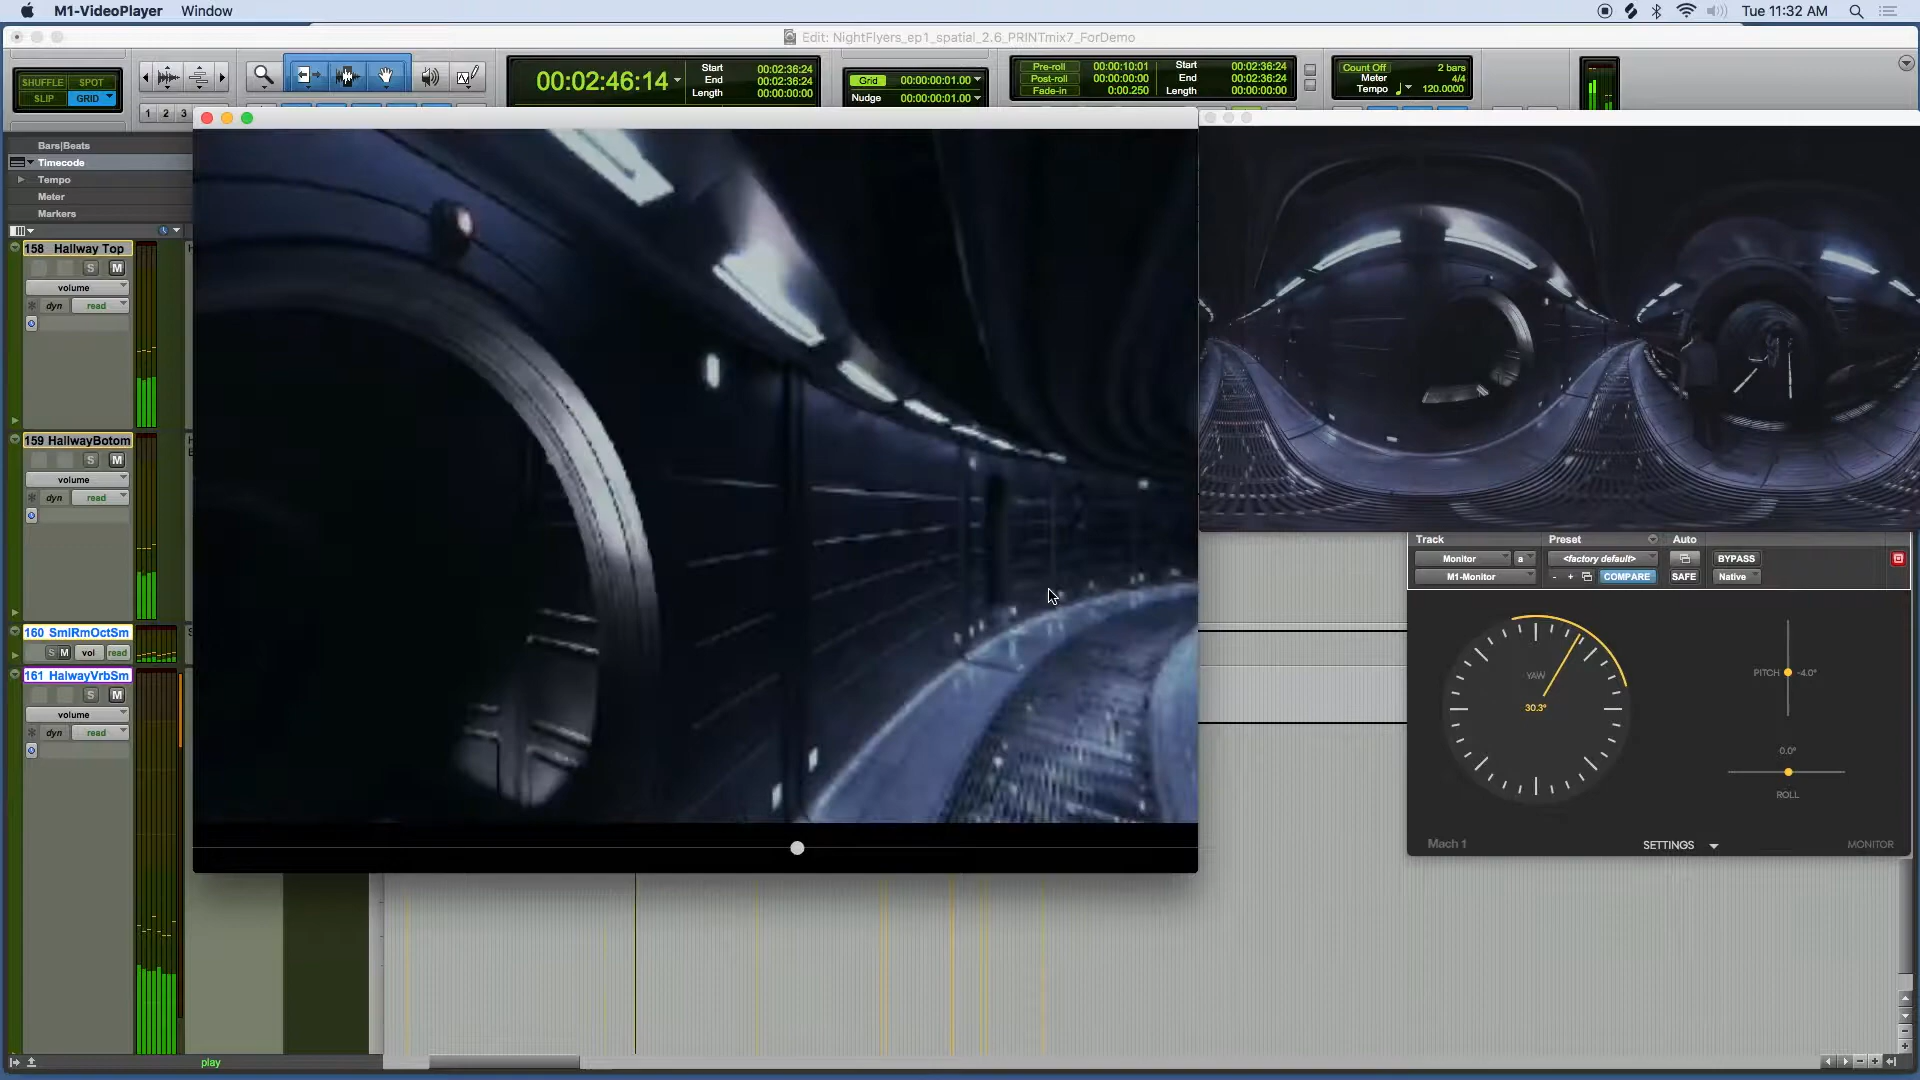 M1-VideoPlayer Window Tue 11:32 AM
Edit: NightFlyers_ep1_spatial_2.6_PRINTmix7_ForDemo
SHUFFLE SPOT
SLIP GRID
1 2 3
00:02:46:14
Start 00:02:36:24
End 00:02:36:24
Length 00:00:00:00
Grid 00:00:00:01.00
Nudge 00:00:00:01.00
Pre-roll 00:00:10:01
Post-roll 00:00:00:00
Fade-in 0:00.250
Start 00:02:36:24
End 00:02:36:24
Length 00:00:00:00
Count Off 2 bars
Meter 4/4
Tempo 120.0000
Bars|Beats
Timecode
Tempo
Meter
Markers
158 Hallway Top
S M
volume
dyn read
159 HallwayBotom
S M
volume
dyn read
160 SmlRmOctSm
S M vol read
161 HalwayVrbSm
S M
volume
dyn read
play
Track Preset Auto
Monitor a <factory default> BYPASS
M1-Monitor - + COMPARE SAFE Native
YAW
30.3°
PITCH -4.0°
0.0°
ROLL
Mach 1 SETTINGS MONITOR